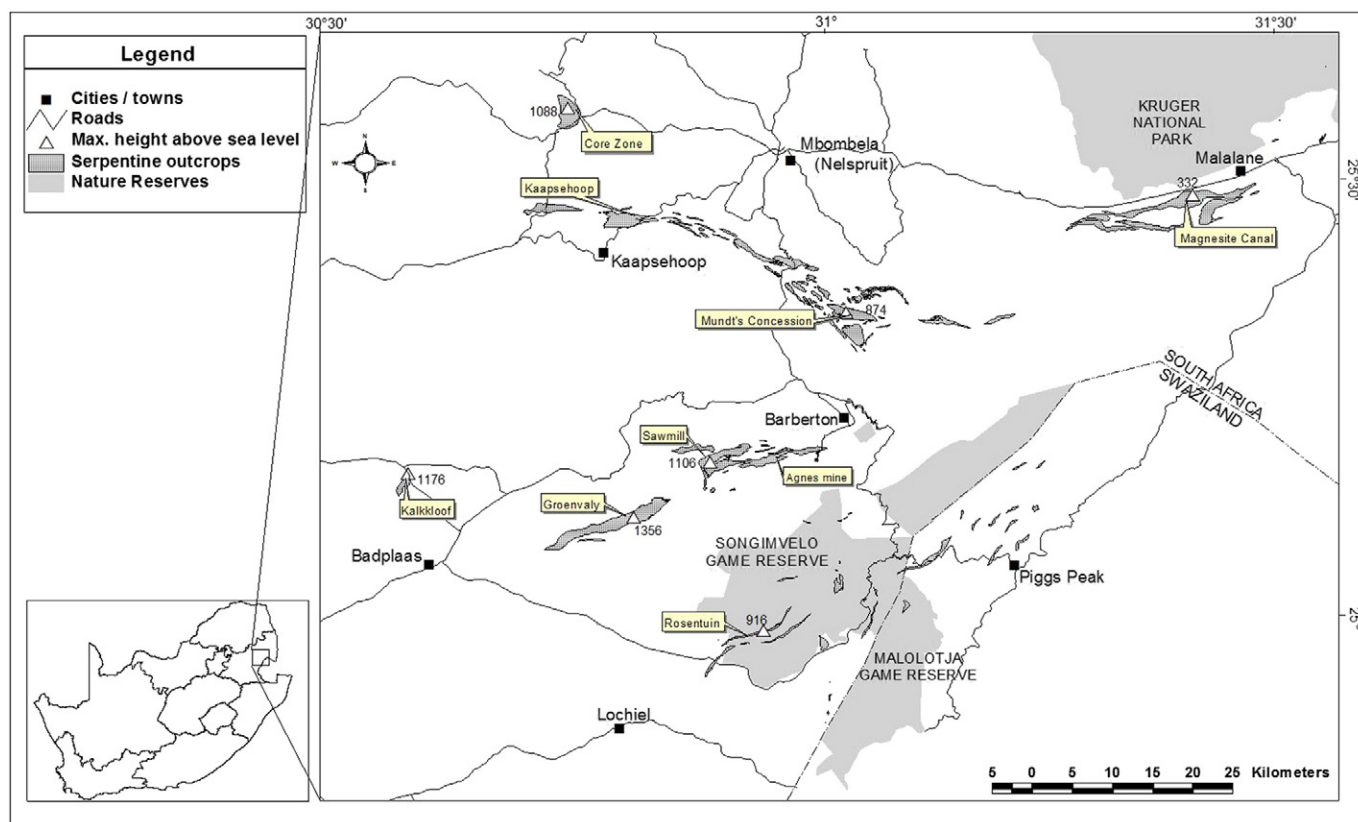 30°30'
31°
31°30'
Legend
Cities / towns
Roads
Max. height above sea level
Serpentine outcrops
Nature Reserves
N
W
E
S
1088
Core Zone
Mbombela
(Nelspruit)
KRUGER
NATIONAL
PARK
Malalane
332
25°30'
Kaapsehoop
Magnesite Canal
Kaapsehoop
Mundt's Concession
874
SOUTH AFRICA
SWAZILAND
Barberton
Sawmill
1106
Agnes mine
1176
Kalkkloof
Groenvaly
1356
Badplaas
SONGIMVELO
GAME RESERVE
Piggs Peak
Rosentuin
916
MALOLOTJA
GAME RESERVE
25°
Lochiel
5 0 5 10 15 20 25 Kilometers